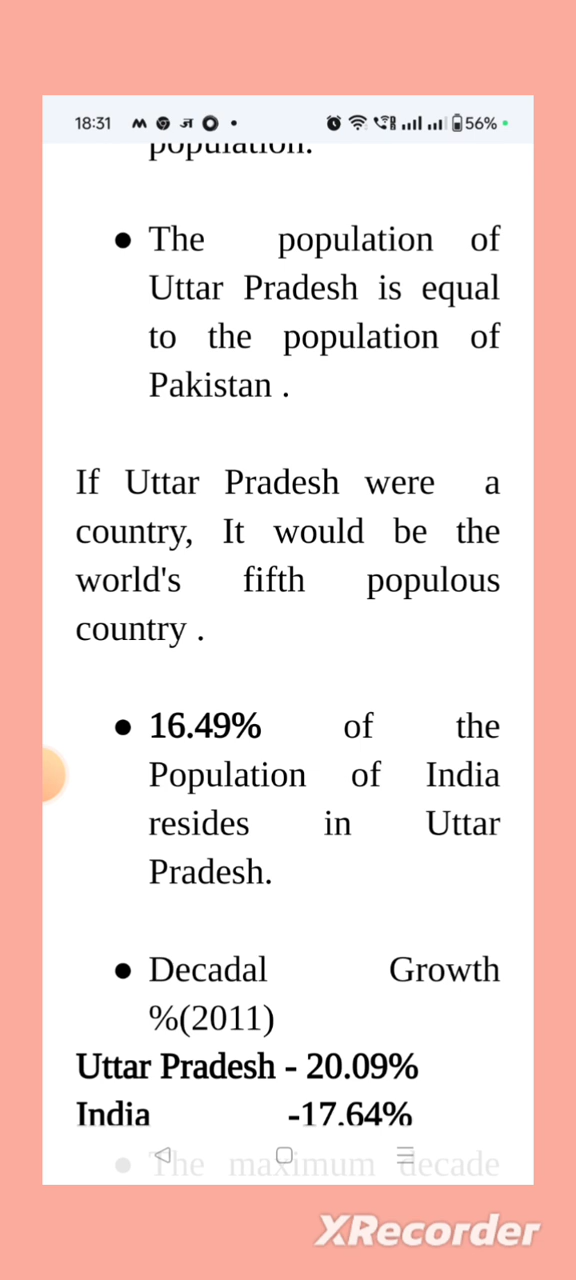 18:31 56%
population.
● The population of
Uttar Pradesh is equal
to the population of
Pakistan .
If Uttar Pradesh were a
country, It would be the
world's fifth populous
country .
● 16.49% of the
Population of India
resides in Uttar
Pradesh.
● Decadal Growth
%(2011)
Uttar Pradesh - 20.09%
India -17.64%
● The maximum decade
XRecorder